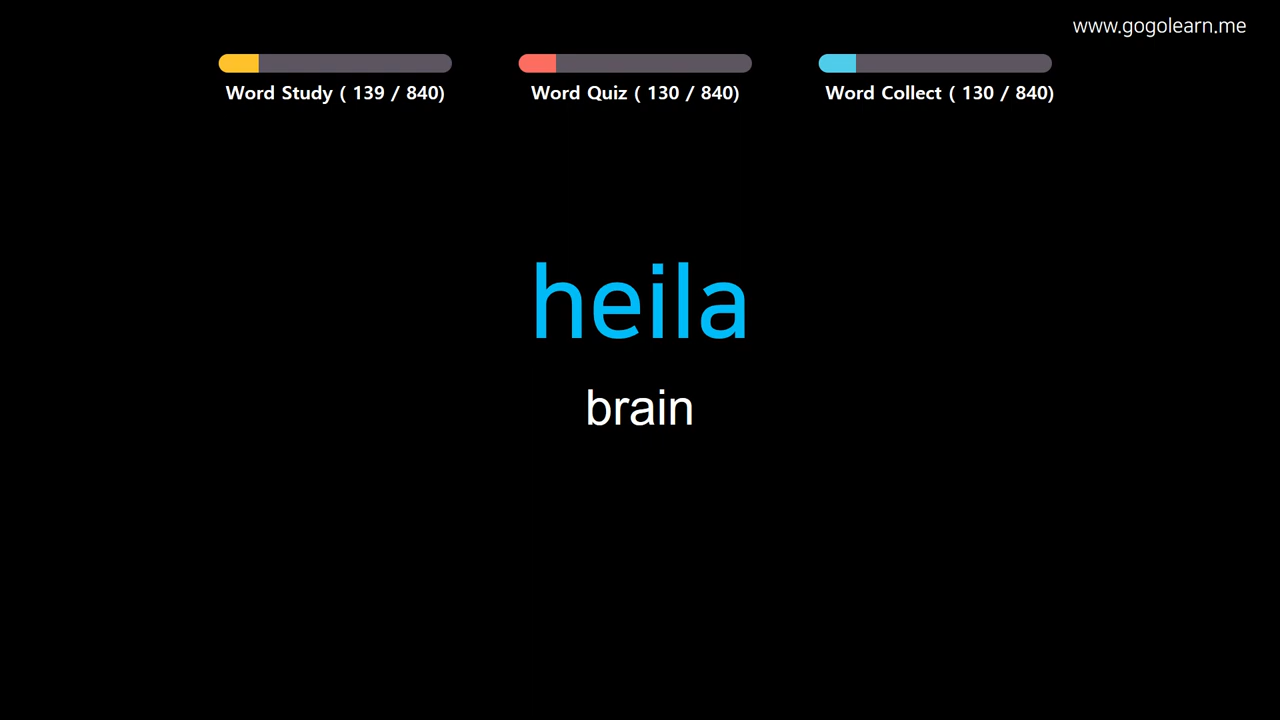 www.gogolearn.me
Word Study ( 139 / 840)
Word Quiz ( 130 / 840)
Word Collect ( 130 / 840)
heila
brain